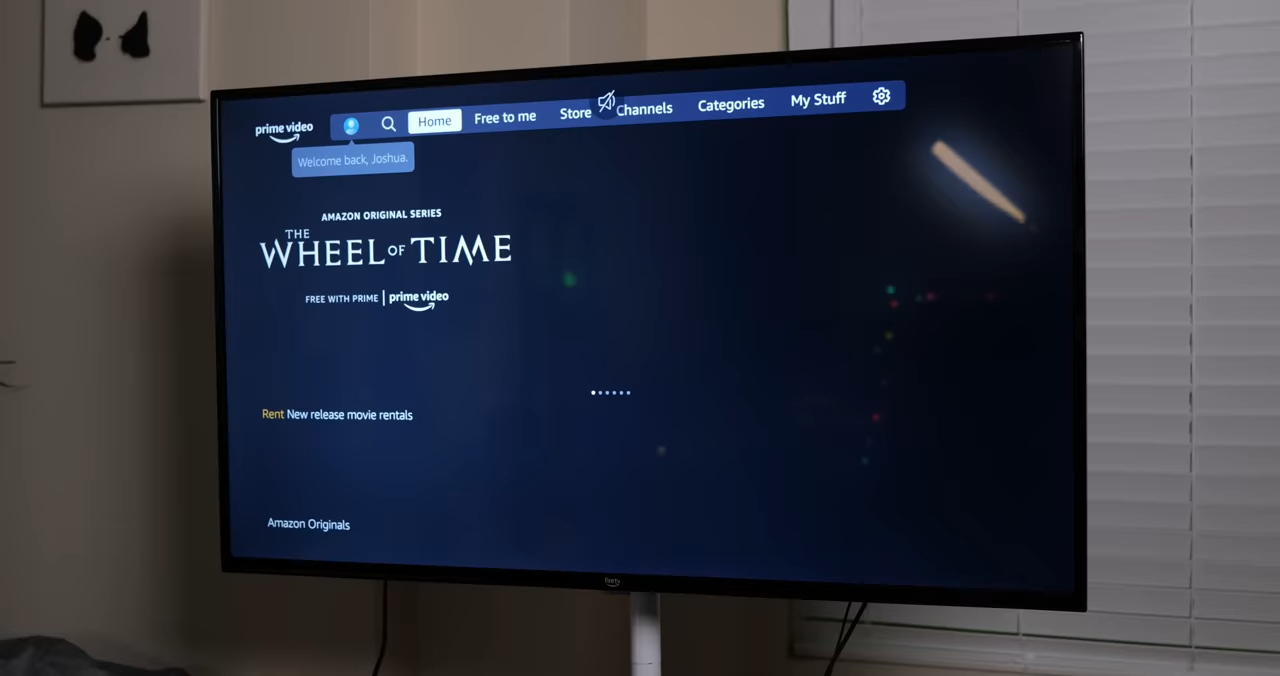 prime video
Home Free to me Store Channels Categories My Stuff
Welcome back, Joshua.
AMAZON ORIGINAL SERIES
THE
WHEEL OF TIME
FREE WITH PRIME | prime video
Rent New release movie rentals
Amazon Originals
firetv